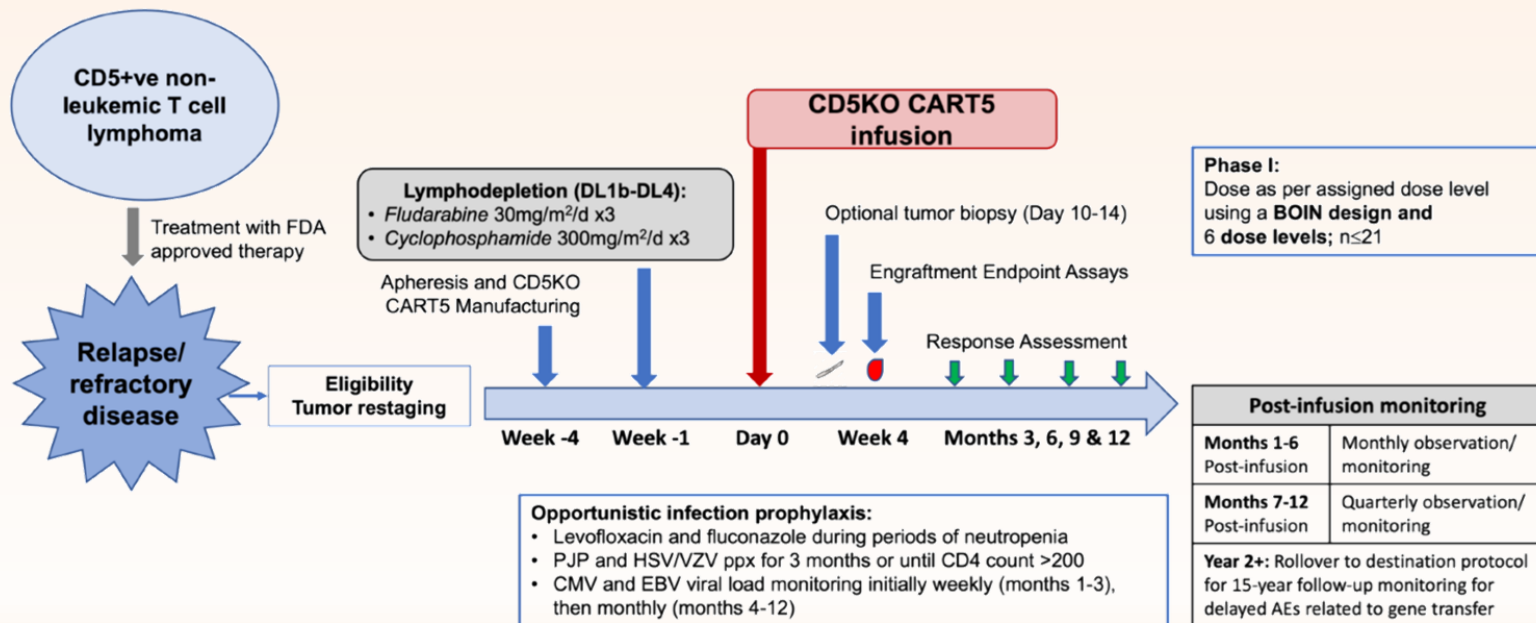 CD5+ve non-
leukemic T cell
lymphoma
Treatment with FDA
approved therapy
Relapse/
refractory
disease
Eligibility
Tumor restaging
Lymphodepletion (DL1b-DL4):
• Fludarabine 30mg/m²/d x3
• Cyclophosphamide 300mg/m²/d x3
Apheresis and CD5KO
CART5 Manufacturing
CD5KO CART5
infusion
Optional tumor biopsy (Day 10-14)
Engraftment Endpoint Assays
Response Assessment
Week -4
Week -1
Day 0
Week 4
Months 3, 6, 9 & 12
Opportunistic infection prophylaxis:
• Levofloxacin and fluconazole during periods of neutropenia
• PJP and HSV/VZV ppx for 3 months or until CD4 count >200
• CMV and EBV viral load monitoring initially weekly (months 1-3),
then monthly (months 4-12)
Phase I:
Dose as per assigned dose level
using a BOIN design and
6 dose levels; n≤21
Post-infusion monitoring
Months 1-6
Post-infusion
Monthly observation/
monitoring
Months 7-12
Post-infusion
Quarterly observation/
monitoring
Year 2+: Rollover to destination protocol
for 15-year follow-up monitoring for
delayed AEs related to gene transfer